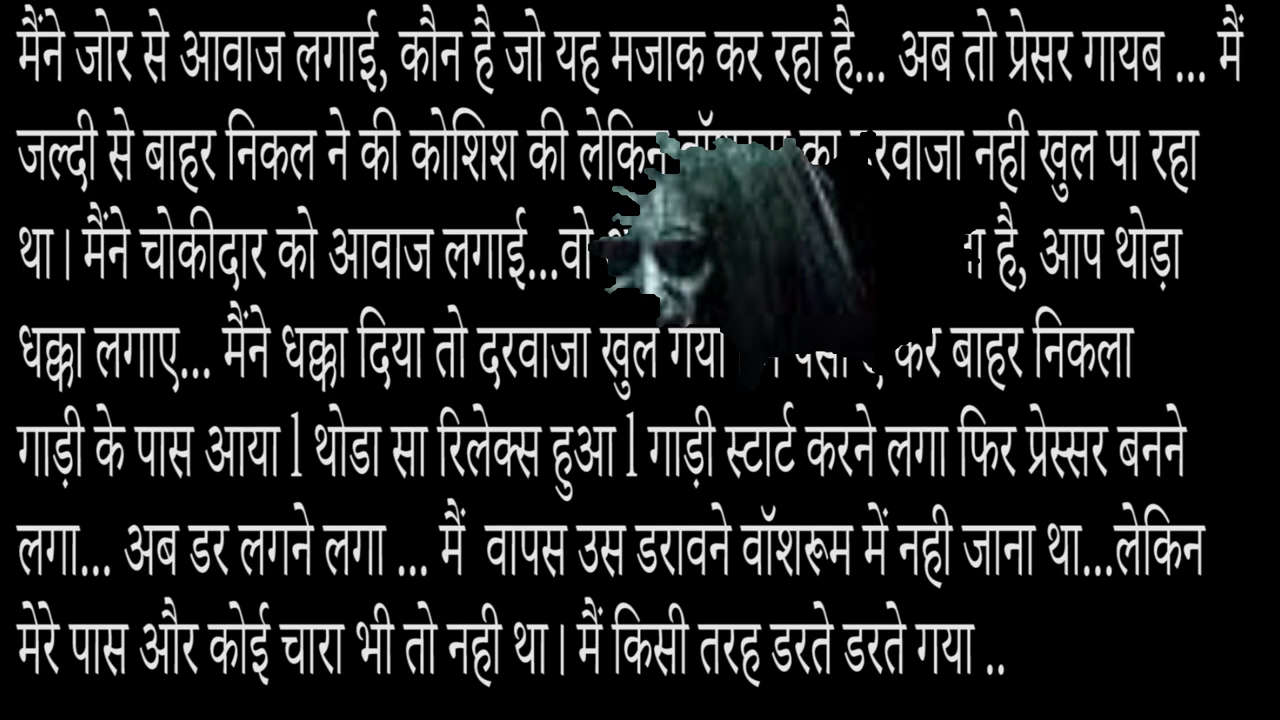 मैंने जोर से आवाज लगाई, कौन है जो यह मजाक कर रहा है... अब तो प्रेसर गायब ... मैं
जल्दी से बाहर निकल ने की कोशिश की लेकिन का नही खुल पा रहा
था। मैंने चोकीदार को आवाज लगाई...वो है, आप थोड़ा
धक्का लगाए... मैंने धक्का दिया तो दरवाजा खुल गया कर बाहर निकला
गाड़ी के पास आया l थोडा सा रिलेक्स हुआ l गाड़ी स्टार्ट करने लगा फिर प्रेस्सर बनने
लगा... अब डर लगने लगा ... मैं वापस उस डरावने वॉशरूम में नही जाना था...लेकिन
मेरे पास और कोई चारा भी तो नही था। मैं किसी तरह डरते डरते गया ..